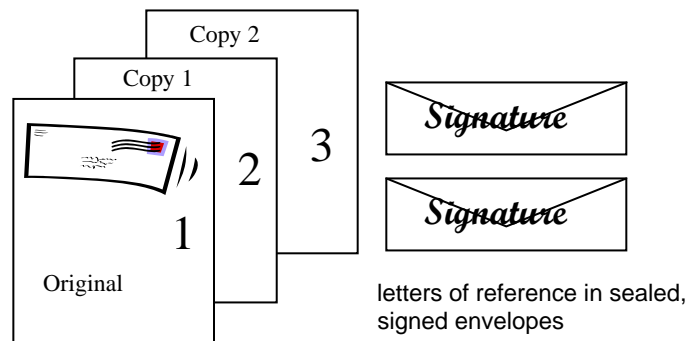 Copy 2
Copy 1
3
2
1
Original
Signature
Signature
letters of reference in sealed,
signed envelopes